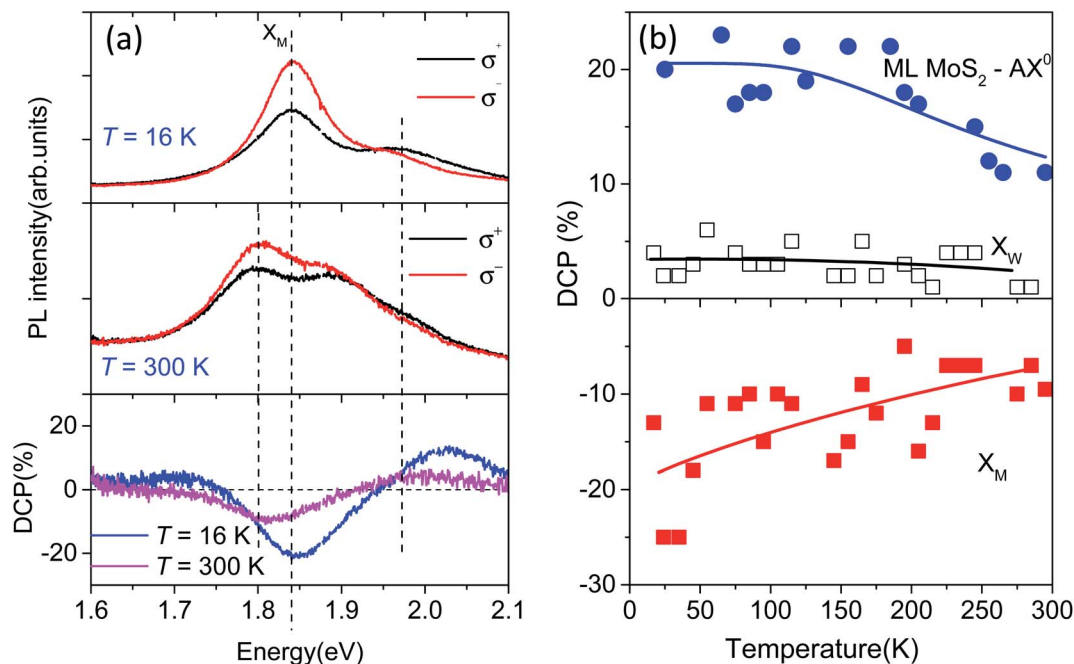 (a)
X_M
σ⁺
σ⁻
T = 16 K
σ⁺
σ⁻
T = 300 K
PL intensity(arb.units)
20
0
-20
DCP(%)
T = 16 K
T = 300 K
1.6 1.7 1.8 1.9 2.0 2.1
Energy(eV)
(b)
ML MoS₂ - AX⁰
X_W
X_M
20
10
0
-10
-20
-30
DCP (%)
0 50 100 150 200 250 300
Temperature(K)